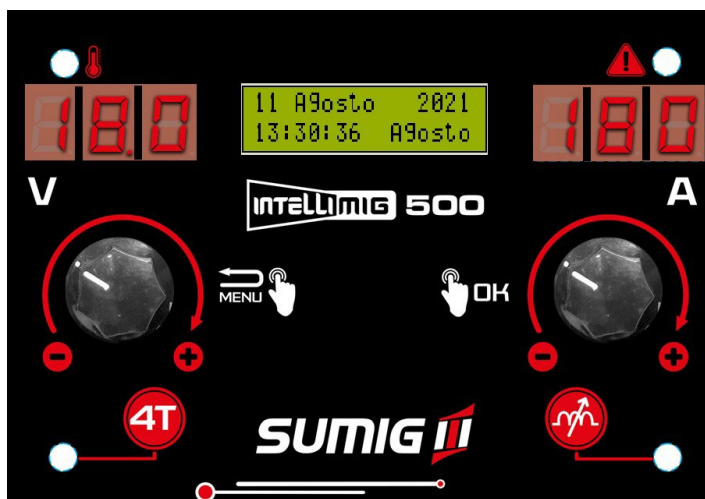 18.0
11 Agosto 2021
13:30:36 Agosto
180
V
A
INTELLIMIG 500
MENU
OK
4T
SUMIG